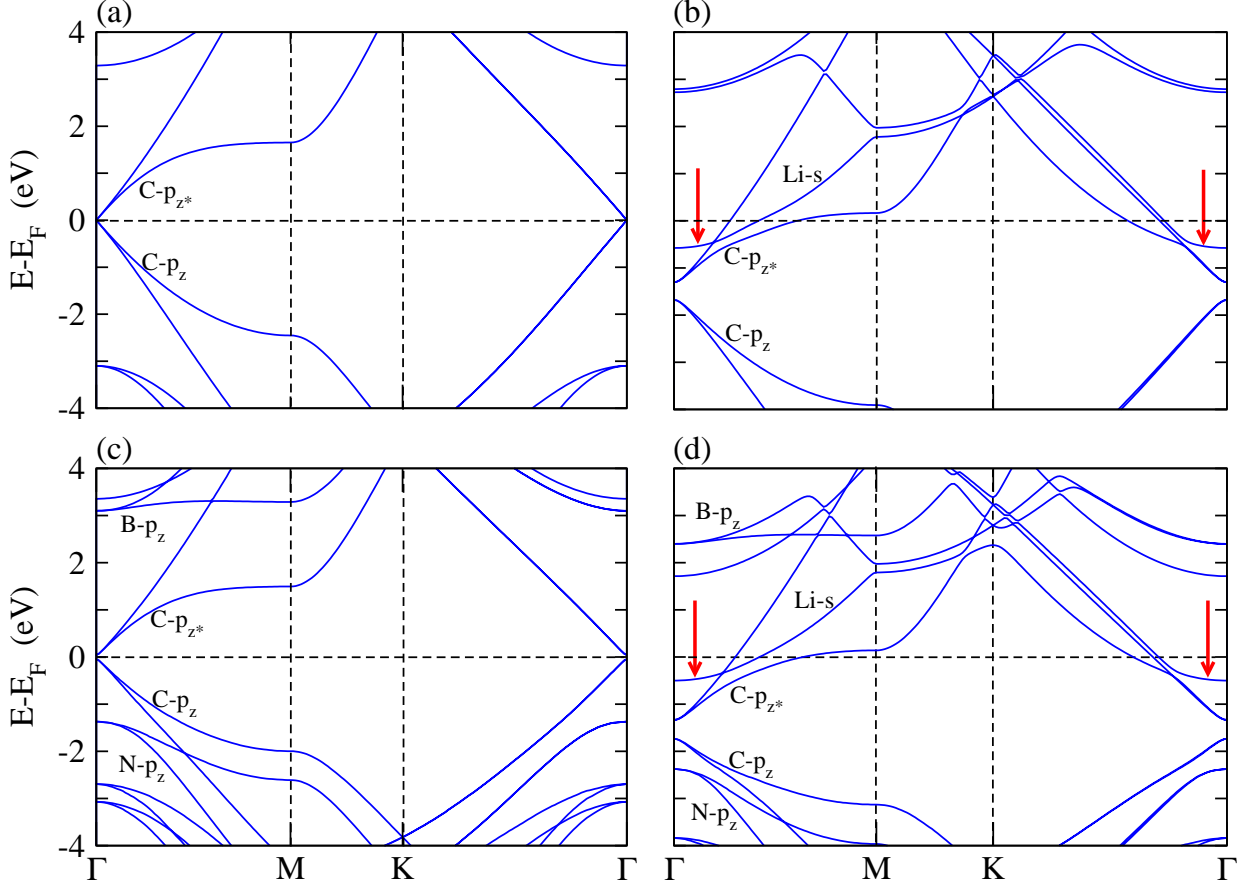 (a)
(b)
4
2
0
-2
-4
E-E_F (eV)
C-p_z*
C-p_z
Li-s
C-p_z*
C-p_z
(c)
(d)
4
2
0
-2
-4
E-E_F (eV)
B-p_z
C-p_z*
C-p_z
N-p_z
B-p_z
Li-s
C-p_z*
C-p_z
N-p_z
Γ M K Γ
Γ M K Γ